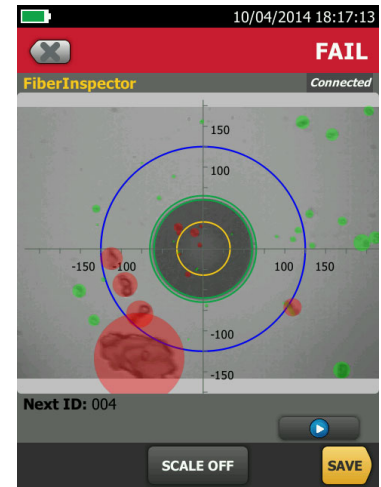 10/04/2014 18:17:13
FAIL
FiberInspector
Connected
150
100
-150 -100 100 150
-100
-150
Next ID: 004
SCALE OFF
SAVE